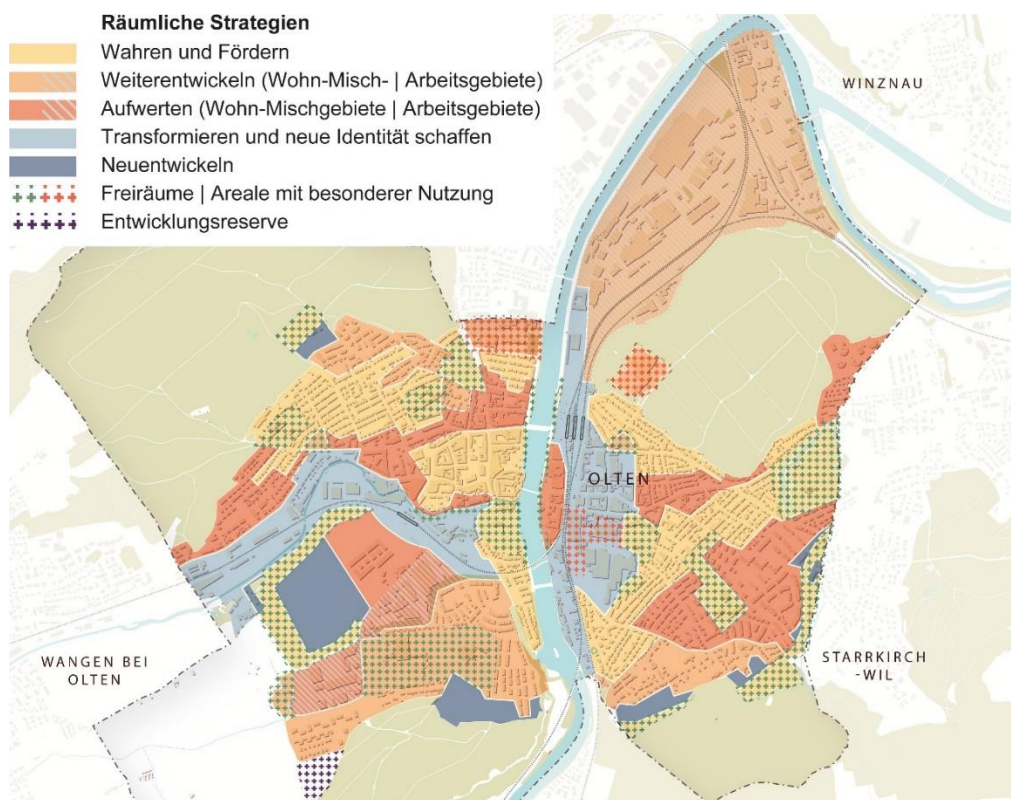 Räumliche Strategien
Wahren und Fördern
Weiterentwickeln (Wohn-Misch- | Arbeitsgebiete)
Aufwerten (Wohn-Mischgebiete | Arbeitsgebiete)
Transformieren und neue Identität schaffen
Neuentwickeln
Freiräume | Areale mit besonderer Nutzung
Entwicklungsreserve
WINZNAU
OLTEN
WANGEN BEI
OLTEN
STARRKIRCH
-WIL